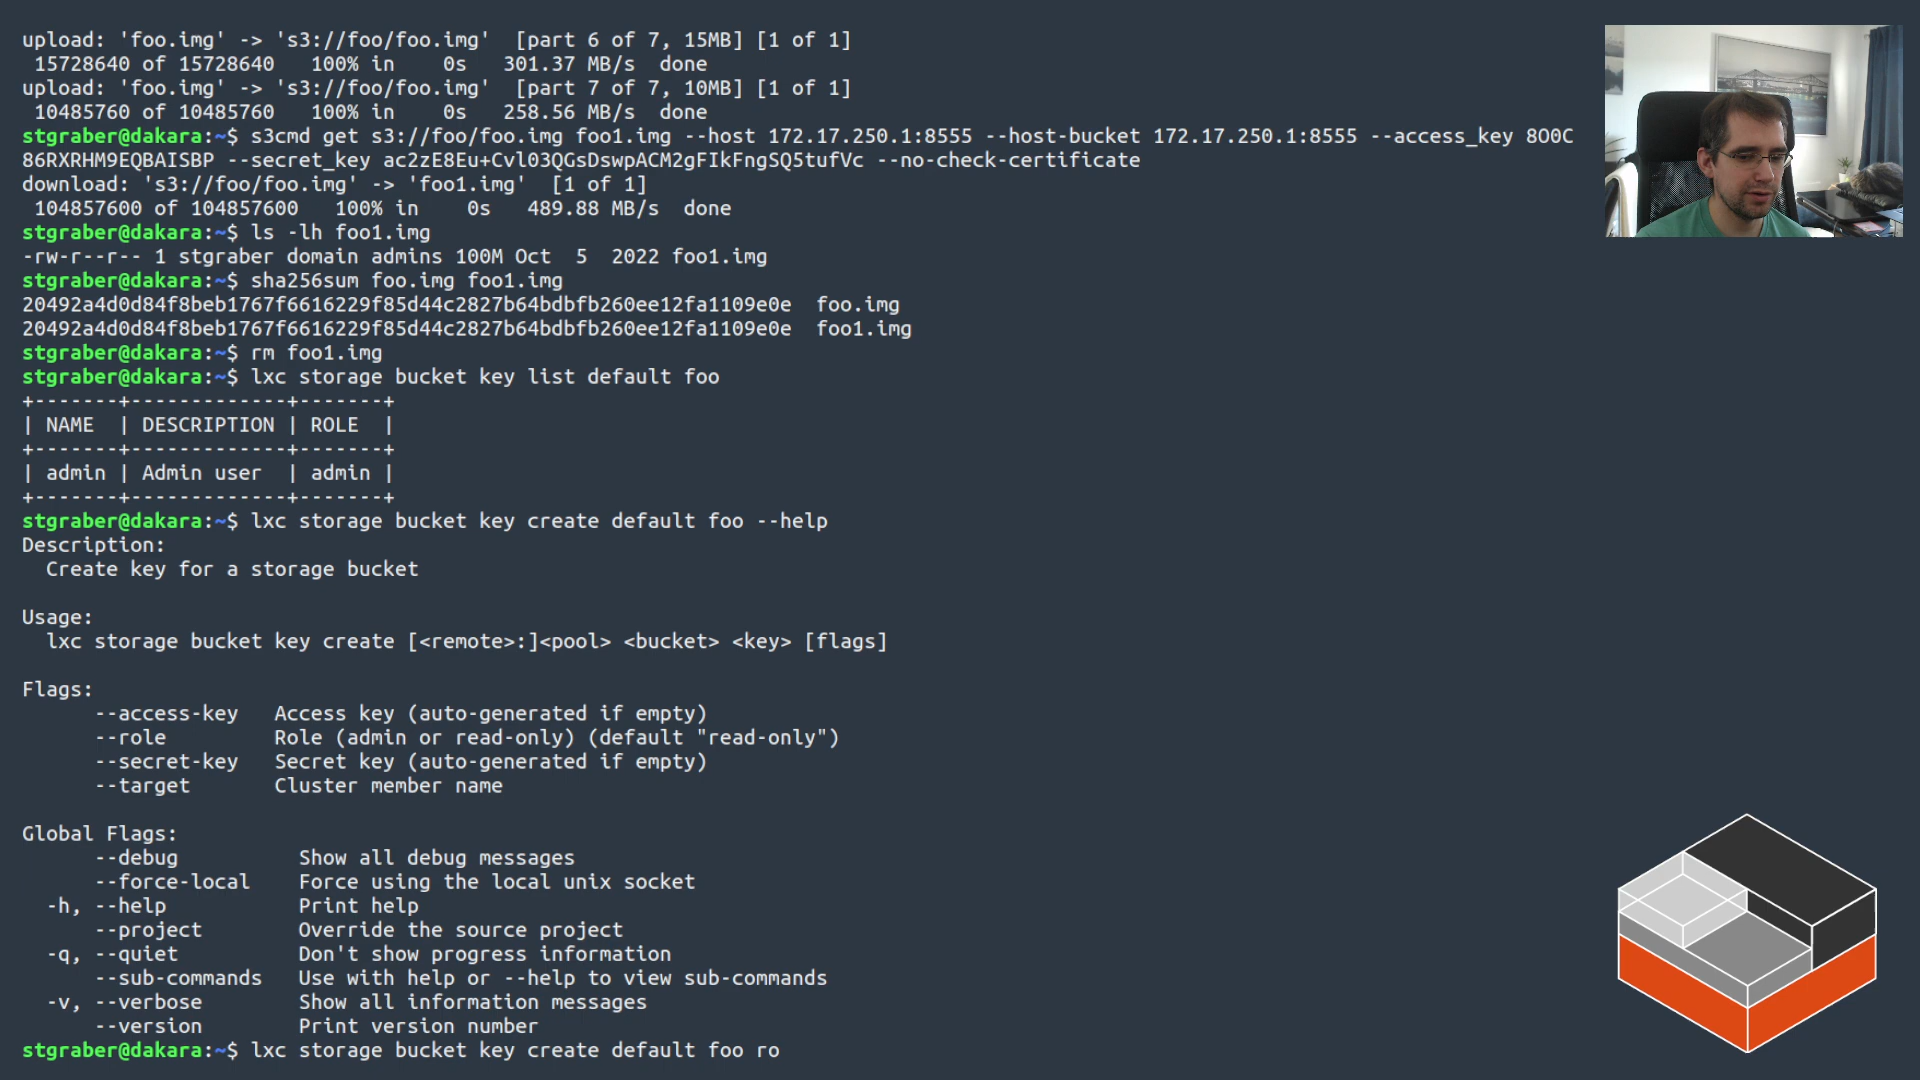 upload: 'foo.img' -> 's3://foo/foo.img'  [part 6 of 7, 15MB] [1 of 1]
 15728640 of 15728640   100% in    0s   301.37 MB/s  done
upload: 'foo.img' -> 's3://foo/foo.img'  [part 7 of 7, 10MB] [1 of 1]
 10485760 of 10485760   100% in    0s   258.56 MB/s  done
stgraber@dakara:~$ s3cmd get s3://foo/foo.img foo1.img --host 172.17.250.1:8555 --host-bucket 172.17.250.1:8555 --access_key 8O0C
86RXRHM9EQBAISBP --secret_key ac2zE8Eu+Cvl03QGsDswpACM2gFIkFngSQ5tufVc --no-check-certificate
download: 's3://foo/foo.img' -> 'foo1.img'  [1 of 1]
 104857600 of 104857600   100% in    0s   489.88 MB/s  done
stgraber@dakara:~$ ls -lh foo1.img
-rw-r--r-- 1 stgraber domain admins 100M Oct  5  2022 foo1.img
stgraber@dakara:~$ sha256sum foo.img foo1.img
20492a4d0d84f8beb1767f6616229f85d44c2827b64bdbfb260ee12fa1109e0e  foo.img
20492a4d0d84f8beb1767f6616229f85d44c2827b64bdbfb260ee12fa1109e0e  foo1.img
stgraber@dakara:~$ rm foo1.img
stgraber@dakara:~$ lxc storage bucket key list default foo
+-------+-------------+-------+
| NAME  | DESCRIPTION | ROLE  |
+-------+-------------+-------+
| admin | Admin user  | admin |
+-------+-------------+-------+
stgraber@dakara:~$ lxc storage bucket key create default foo --help
Description:
  Create key for a storage bucket
Usage:
  lxc storage bucket key create [<remote>:]<pool> <bucket> <key> [flags]
Flags:
      --access-key   Access key (auto-generated if empty)
      --role         Role (admin or read-only) (default "read-only")
      --secret-key   Secret key (auto-generated if empty)
      --target       Cluster member name
Global Flags:
      --debug          Show all debug messages
      --force-local    Force using the local unix socket
  -h, --help           Print help
      --project        Override the source project
  -q, --quiet          Don't show progress information
      --sub-commands   Use with help or --help to view sub-commands
  -v, --verbose        Show all information messages
      --version        Print version number
stgraber@dakara:~$ lxc storage bucket key create default foo ro